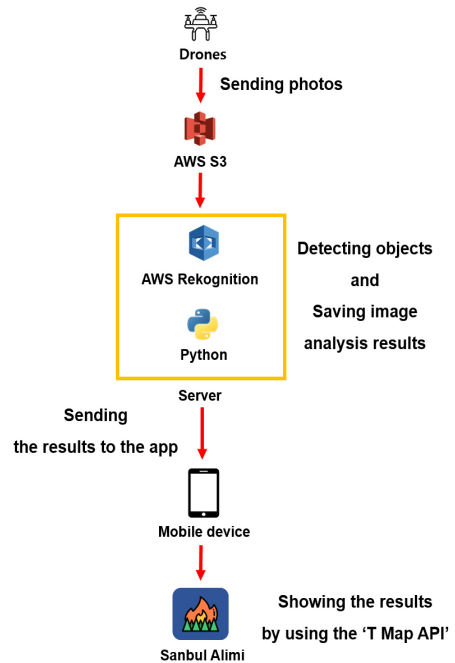 Drones
Sending photos
AWS S3
AWS Rekognition
Python
Server
Detecting objects
and
Saving image
analysis results
Sending
the results to the app
Mobile device
Sanbul Alimi
Showing the results
by using the ‘T Map API’